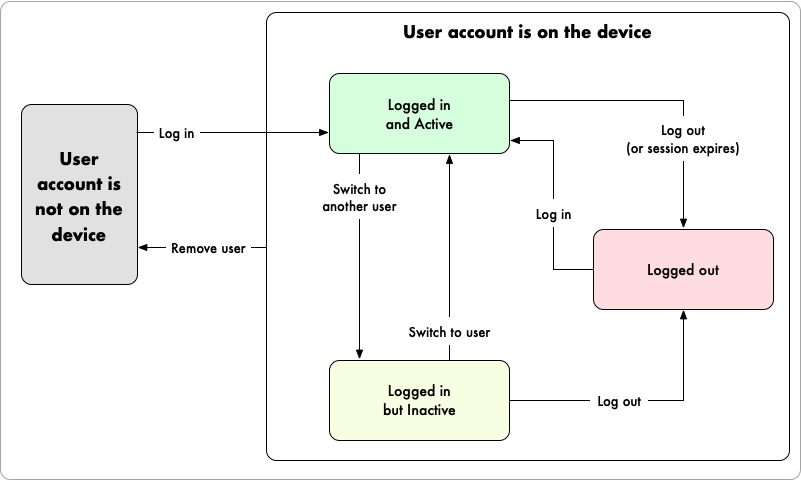 User account is on the device
Logged in
and Active
Log in
User
account is
not on the
device
Log out
(or session expires)
Switch to
another user
Log in
Remove user
Logged out
Switch to user
Logged in
but Inactive
Log out